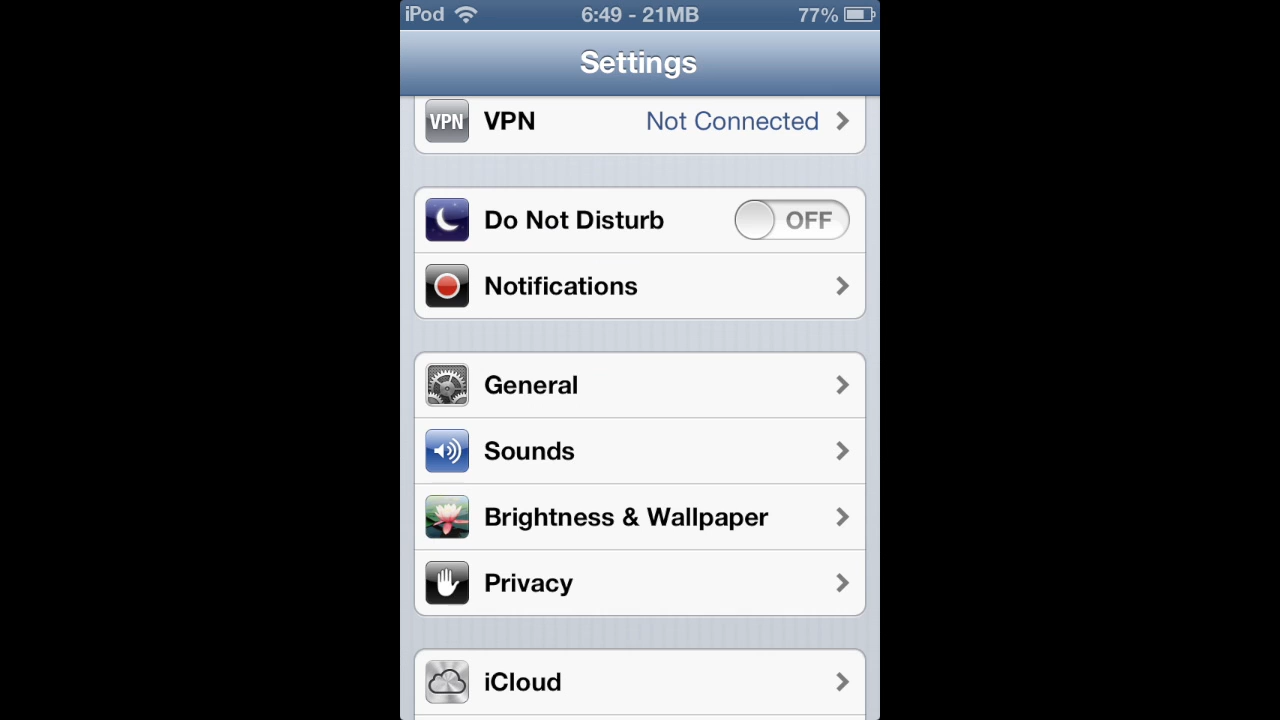 iPod 6:49 - 21MB 77%
Settings
VPN VPN Not Connected
Do Not Disturb OFF
Notifications
General
Sounds
Brightness & Wallpaper
Privacy
iCloud